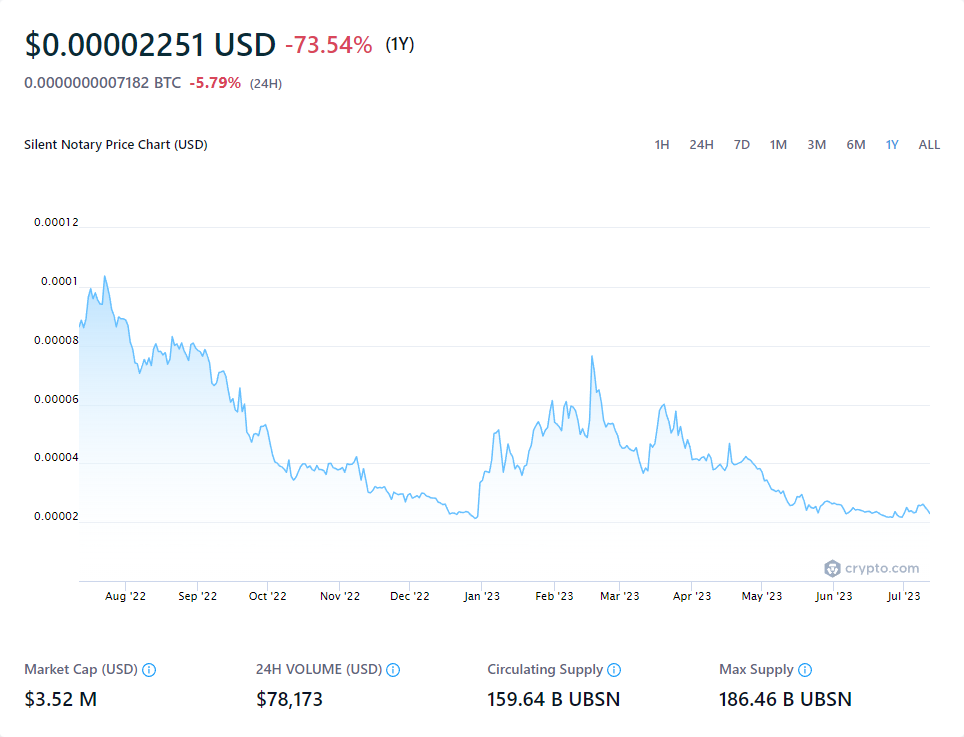 $0.00002251 USD -73.54% (1Y)
0.0000000007182 BTC -5.79% (24H)
Silent Notary Price Chart (USD) 1H 24H 7D 1M 3M 6M 1Y ALL
0.00012
0.0001
0.00008
0.00006
0.00004
0.00002
crypto.com
Aug '22 Sep '22 Oct '22 Nov '22 Dec '22 Jan '23 Feb '23 Mar '23 Apr '23 May '23 Jun '23 Jul '23
Market Cap (USD) 24H VOLUME (USD) Circulating Supply Max Supply
$3.52 M $78,173 159.64 B UBSN 186.46 B UBSN